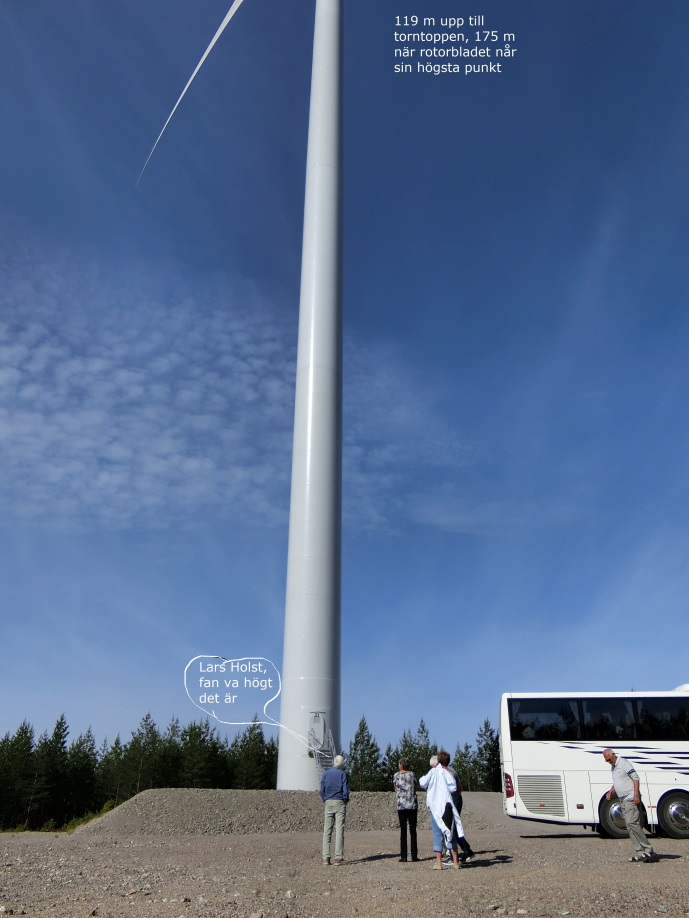 119 m upp till
torntoppen, 175 m
när rotorbladet når
sin högsta punkt
Lars Holst,
fan va högt
det är